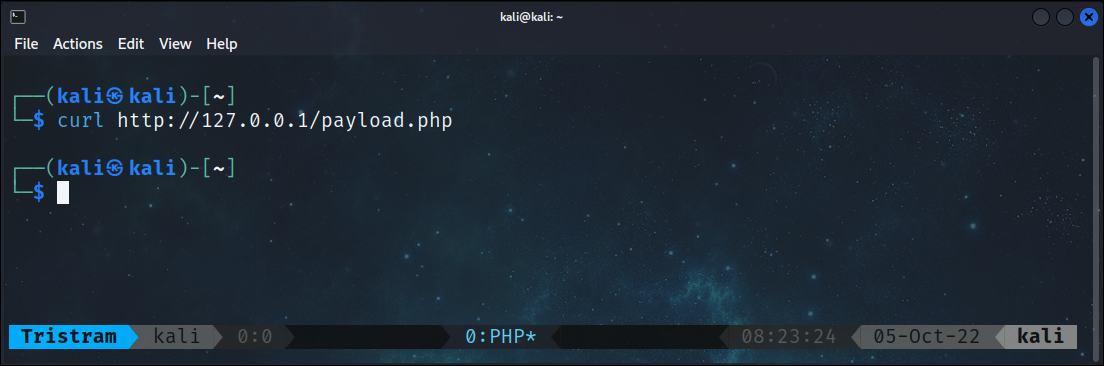 kali@kali: ~
File Actions Edit View Help
┌──(kali㉿kali)-[~]
└─$ curl http://127.0.0.1/payload.php
┌──(kali㉿kali)-[~]
└─$
Tristram kali 0:0 0:PHP* 08:23:24 05-Oct-22 kali